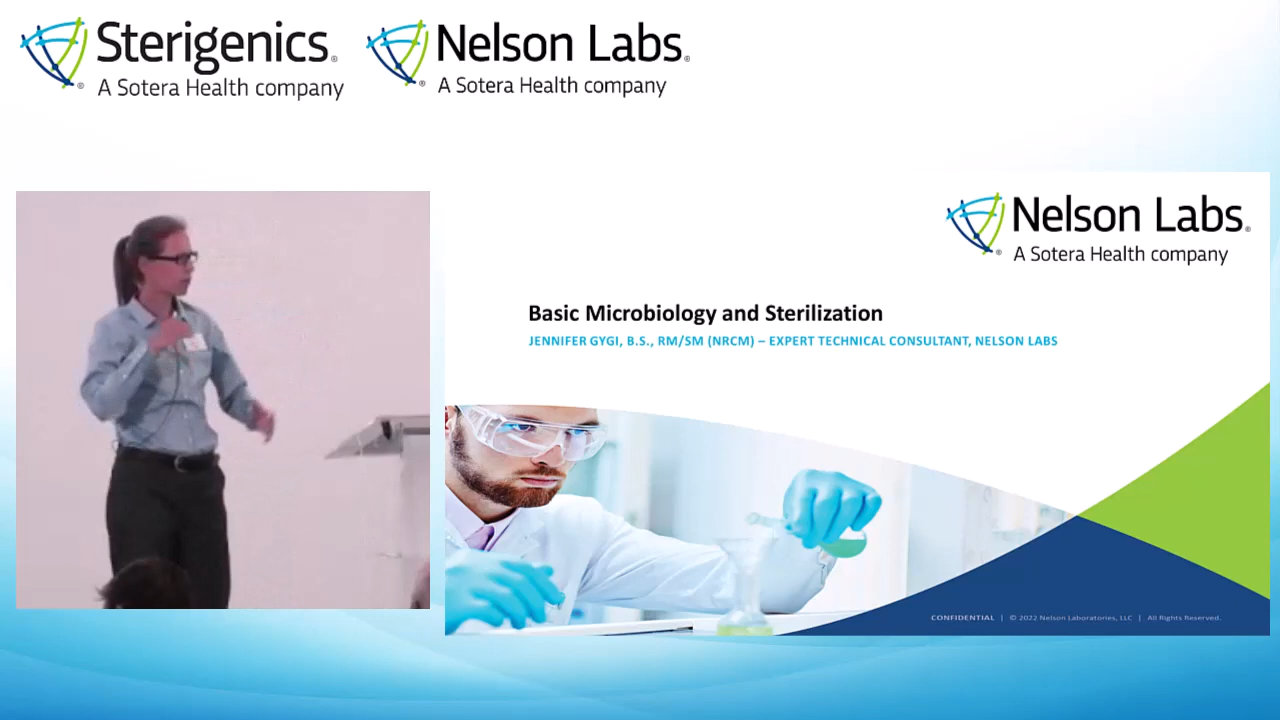 Sterigenics®
A Sotera Health company
Nelson Labs®
A Sotera Health company
Nelson Labs®
A Sotera Health company
Basic Microbiology and Sterilization
JENNIFER GYGI, B.S., RM/SM (NRCM) – EXPERT TECHNICAL CONSULTANT, NELSON LABS
CONFIDENTIAL | © 2022 Nelson Laboratories, LLC | All Rights Reserved.